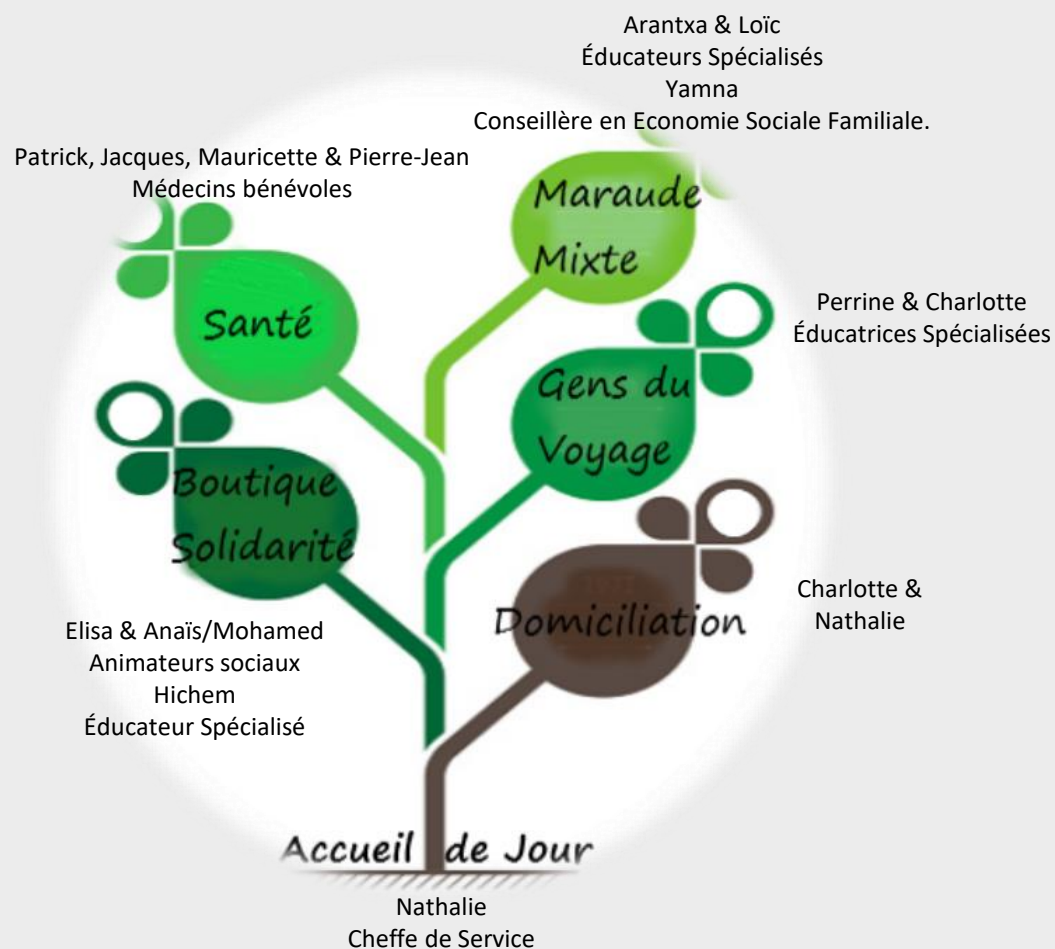 Arantxa & Loïc
Éducateurs Spécialisés
Yamna
Conseillère en Economie Sociale Familiale.
Patrick, Jacques, Mauricette & Pierre-Jean
Médecins bénévoles
Maraude
Mixte
Santé
Perrine & Charlotte
Éducatrices Spécialisées
Gens du
Voyage
Boutique
Solidarité
Charlotte &
Nathalie
Domiciliation
Elisa & Anaïs/Mohamed
Animateurs sociaux
Hichem
Éducateur Spécialisé
Accueil de Jour
Nathalie
Cheffe de Service